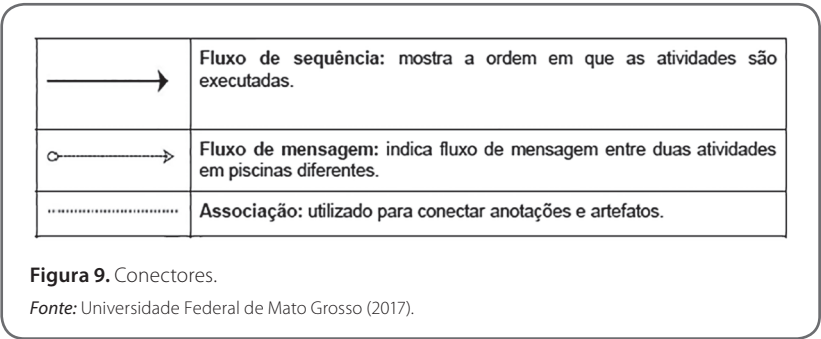 Fluxo de sequência: mostra a ordem em que as atividades são
executadas.
Fluxo de mensagem: indica fluxo de mensagem entre duas atividades
em piscinas diferentes.
Associação: utilizado para conectar anotações e artefatos.
Figura 9. Conectores.
Fonte: Universidade Federal de Mato Grosso (2017).